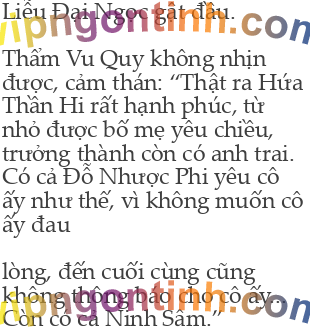 Liễu Đại Ngọc gật đầu.
vipngontinh.com
Thẩm Vu Quy không nhịn
được, cảm thán: “Thật ra Hứa
Thần Hi rất hạnh phúc, từ
nhỏ được bố mẹ yêu chiều,
trưởng thành còn có anh trai.
Có cả Đỗ Nhược Phi yêu cô
ấy như thế, vì không muốn cô
ấy đau
lòng, đến cuối cùng cũng
không thông báo cho cô ấy...
vipngontinh.com
Còn có cả Ninh Sâm.”